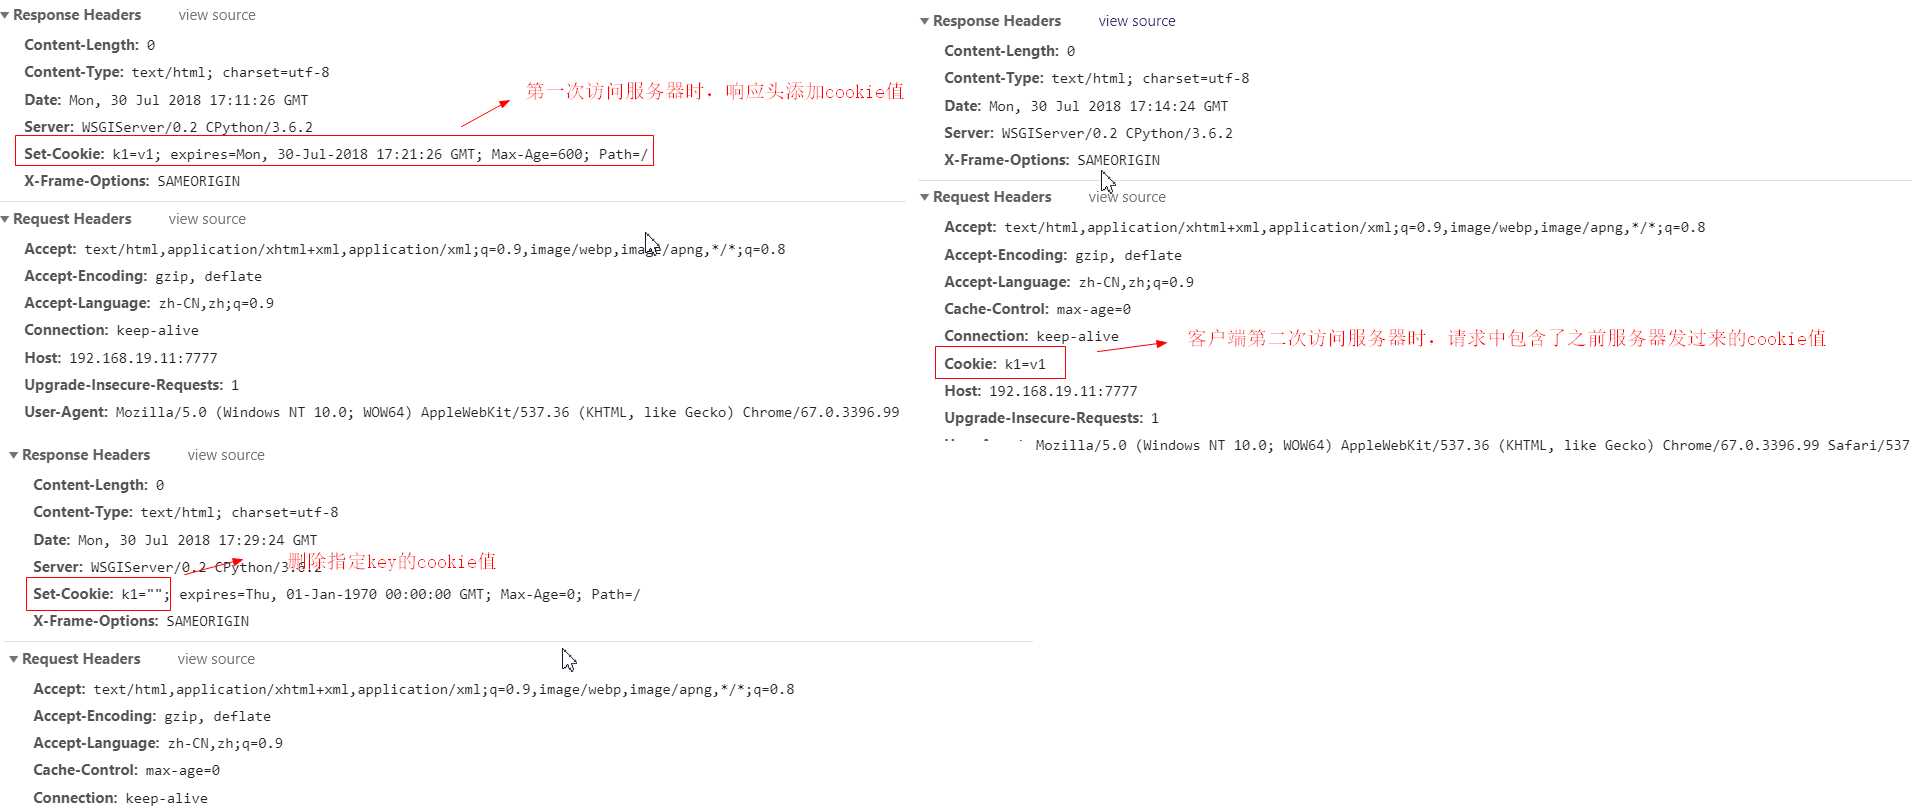 Response Headers view source
Content-Length: 0
Content-Type: text/html; charset=utf-8
Date: Mon, 30 Jul 2018 17:11:26 GMT
第一次访问服务器时，响应头添加cookie值
Server: WSGIServer/0.2 CPython/3.6.2
Set-Cookie: k1=v1; expires=Mon, 30-Jul-2018 17:21:26 GMT; Max-Age=600; Path=/
X-Frame-Options: SAMEORIGIN
Request Headers view source
Accept: text/html,application/xhtml+xml,application/xml;q=0.9,image/webp,image/apng,*/*;q=0.8
Accept-Encoding: gzip, deflate
Accept-Language: zh-CN,zh;q=0.9
Connection: keep-alive
Host: 192.168.19.11:7777
Upgrade-Insecure-Requests: 1
User-Agent: Mozilla/5.0 (Windows NT 10.0; WOW64) AppleWebKit/537.36 (KHTML, like Gecko) Chrome/67.0.3396.99
Response Headers view source
Content-Length: 0
Content-Type: text/html; charset=utf-8
Date: Mon, 30 Jul 2018 17:14:24 GMT
Server: WSGIServer/0.2 CPython/3.6.2
X-Frame-Options: SAMEORIGIN
Request Headers view source
Accept: text/html,application/xhtml+xml,application/xml;q=0.9,image/webp,image/apng,*/*;q=0.8
Accept-Encoding: gzip, deflate
Accept-Language: zh-CN,zh;q=0.9
Cache-Control: max-age=0
Connection: keep-alive
客户端第二次访问服务器时，请求中包含了之前服务器发过来的cookie值
Cookie: k1=v1
Host: 192.168.19.11:7777
Upgrade-Insecure-Requests: 1
Mozilla/5.0 (Windows NT 10.0; WOW64) AppleWebKit/537.36 (KHTML, like Gecko) Chrome/67.0.3396.99 Safari/537
Response Headers view source
Content-Length: 0
Content-Type: text/html; charset=utf-8
Date: Mon, 30 Jul 2018 17:29:24 GMT
删除指定key的cookie值
Server: WSGIServer/0.2 CPython/3.6.2
Set-Cookie: k1=""; expires=Thu, 01-Jan-1970 00:00:00 GMT; Max-Age=0; Path=/
X-Frame-Options: SAMEORIGIN
Request Headers view source
Accept: text/html,application/xhtml+xml,application/xml;q=0.9,image/webp,image/apng,*/*;q=0.8
Accept-Encoding: gzip, deflate
Accept-Language: zh-CN,zh;q=0.9
Cache-Control: max-age=0
Connection: keep-alive